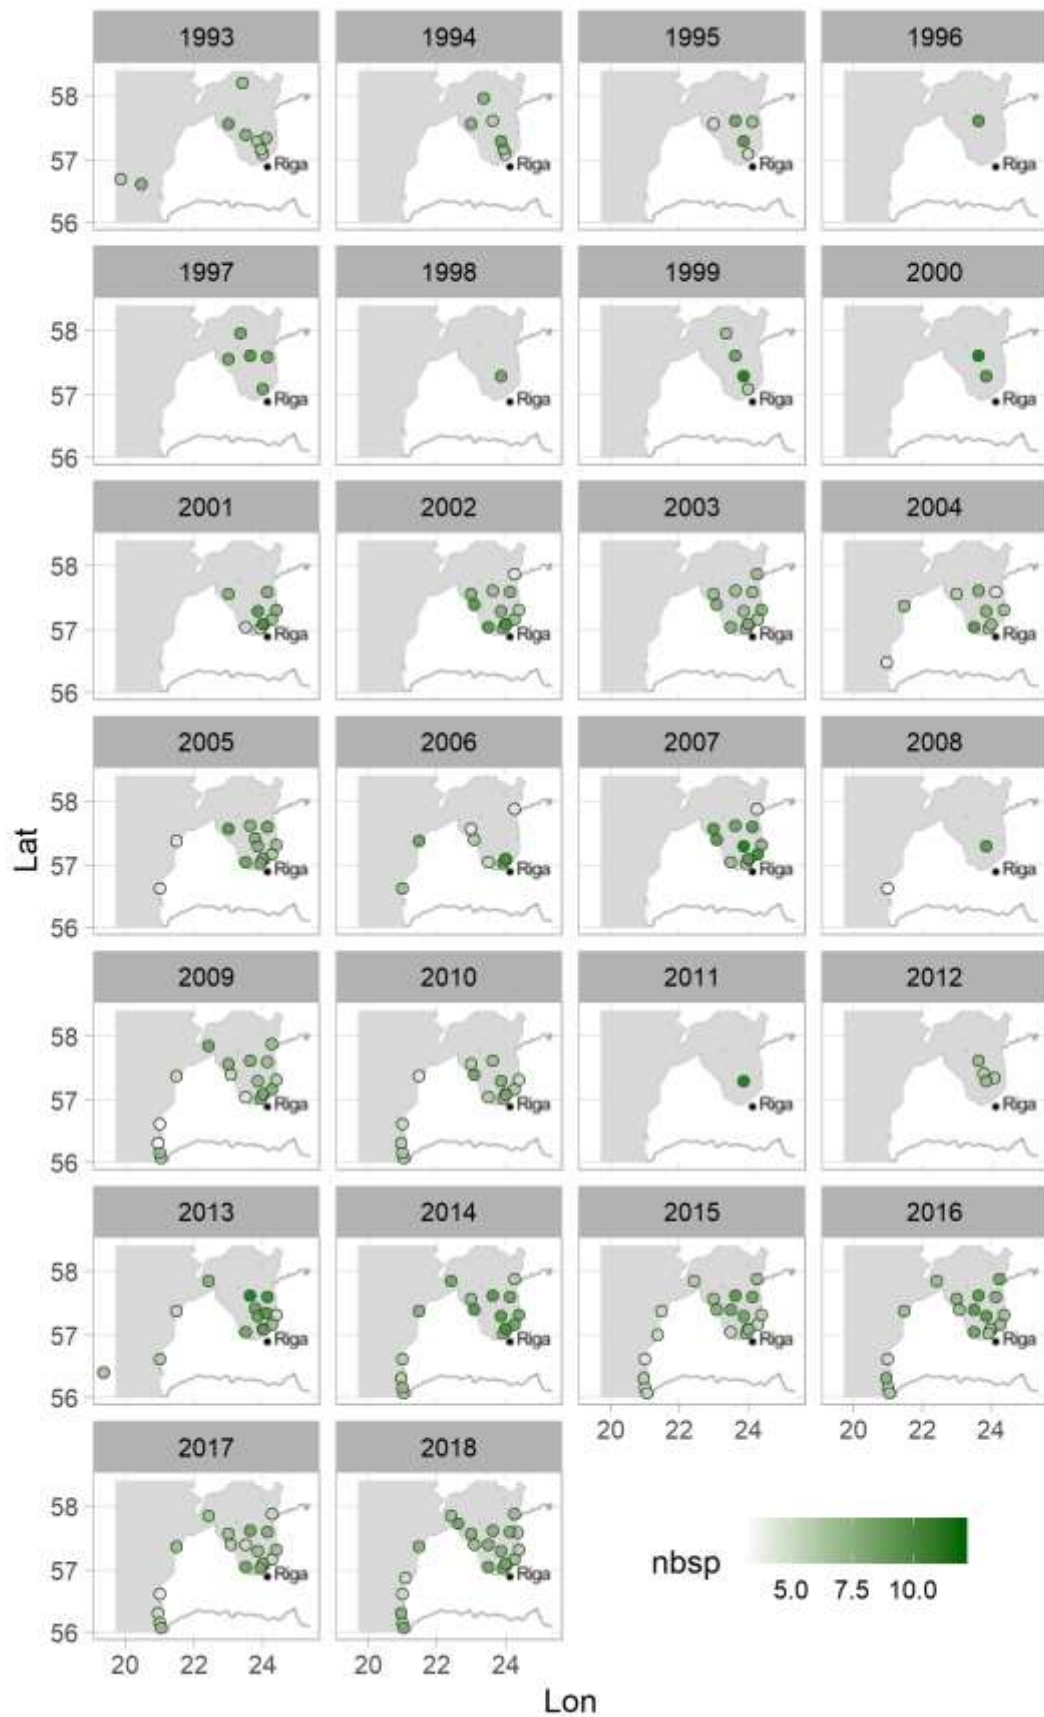 1993 1994 1995 1996
58
57
Riga Riga Riga Riga
56
1997 1998 1999 2000
58
57
Riga Riga Riga Riga
56
2001 2002 2003 2004
58
57
Riga Riga Riga Riga
56
2005 2006 2007 2008
58
57
Riga Riga Riga Riga
56
Lat
2009 2010 2011 2012
58
57
Riga Riga Riga Riga
56
2013 2014 2015 2016
58
57
Riga Riga Riga Riga
56
20 22 24 20 22 24
2017 2018
58
57
Riga Riga
56
20 22 24 20 22 24
nbsp
5.0 7.5 10.0
Lon